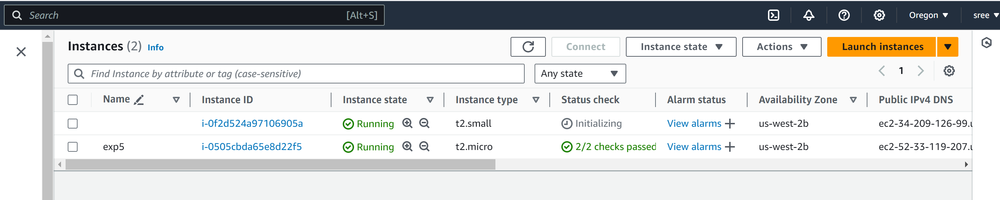 Search [Alt+S] Oregon sree
Instances (2) Info Connect Instance state Actions Launch instances
Find Instance by attribute or tag (case-sensitive) Any state 1
Name Instance ID Instance state Instance type Status check Alarm status Availability Zone Public IPv4 DNS
i-0f2d524a97106905a Running t2.small Initializing View alarms us-west-2b ec2-34-209-126-99.u
exp5 i-0505cbda65e8d22f5 Running t2.micro 2/2 checks passed View alarms us-west-2b ec2-52-33-119-207.u